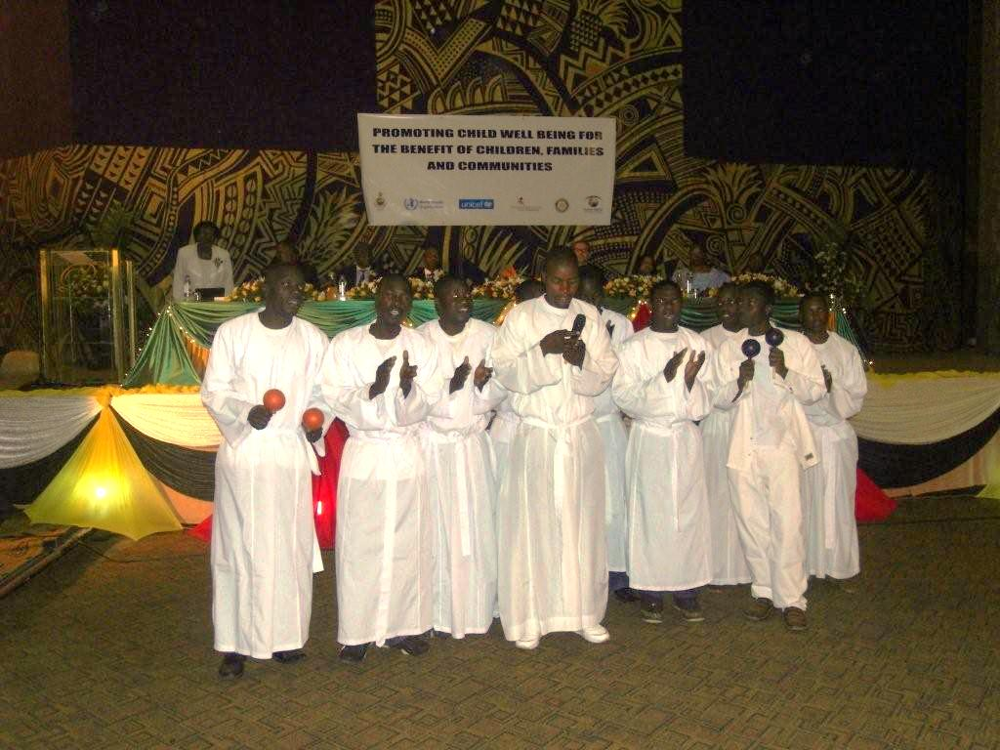 PROMOTING CHILD WELL BEING FOR
THE BENEFIT OF CHILDREN, FAMILIES
AND COMMUNITIES
unicef